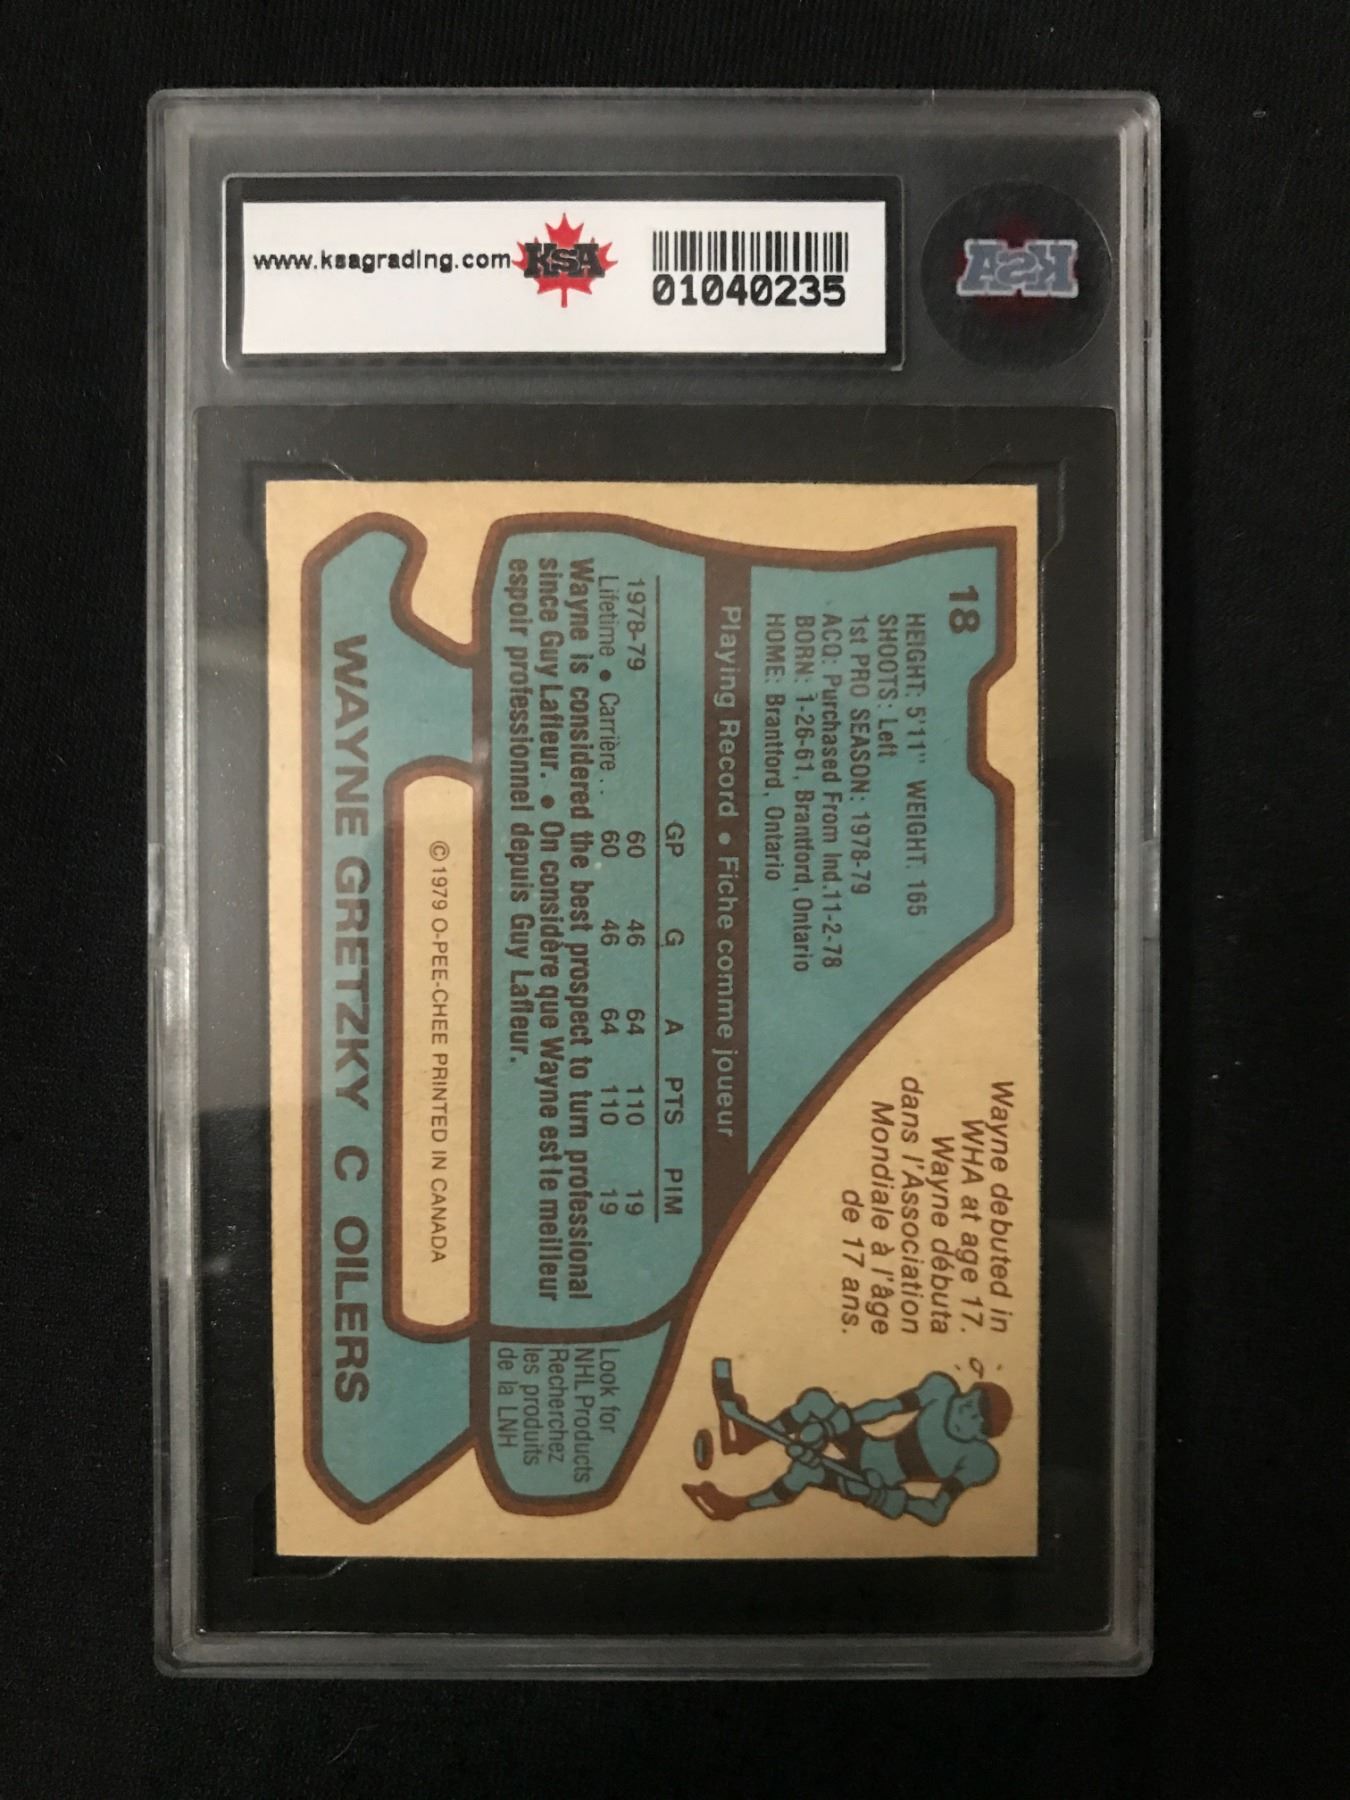 www.ksagrading.com
KSA
01040235
KSA
18
HEIGHT: 5'11" WEIGHT: 165
SHOOTS: Left
1st PRO SEASON: 1978-79
ACQ: Purchased From Ind.11-2-78
BORN: 1-26-61, Brantford, Ontario
HOME: Brantford, Ontario
Wayne debuted in
WHA at age 17.
Wayne débuta
dans l'Association
Mondiale à l'âge
de 17 ans.
Playing Record • Fiche comme joueur
GP G A PTS PIM
1978-79 60 46 64 110 19
Lifetime • Carrière . . 60 46 64 110 19
Wayne is considered the best prospect to turn professional
since Guy Lafleur. • On considère que Wayne est le meilleur
espoir professionnel depuis Guy Lafleur.
Look for
NHL Products
Recherchez
les produits
de la LNH
© 1979 O-PEE-CHEE PRINTED IN CANADA
WAYNE GRETZKY C OILERS